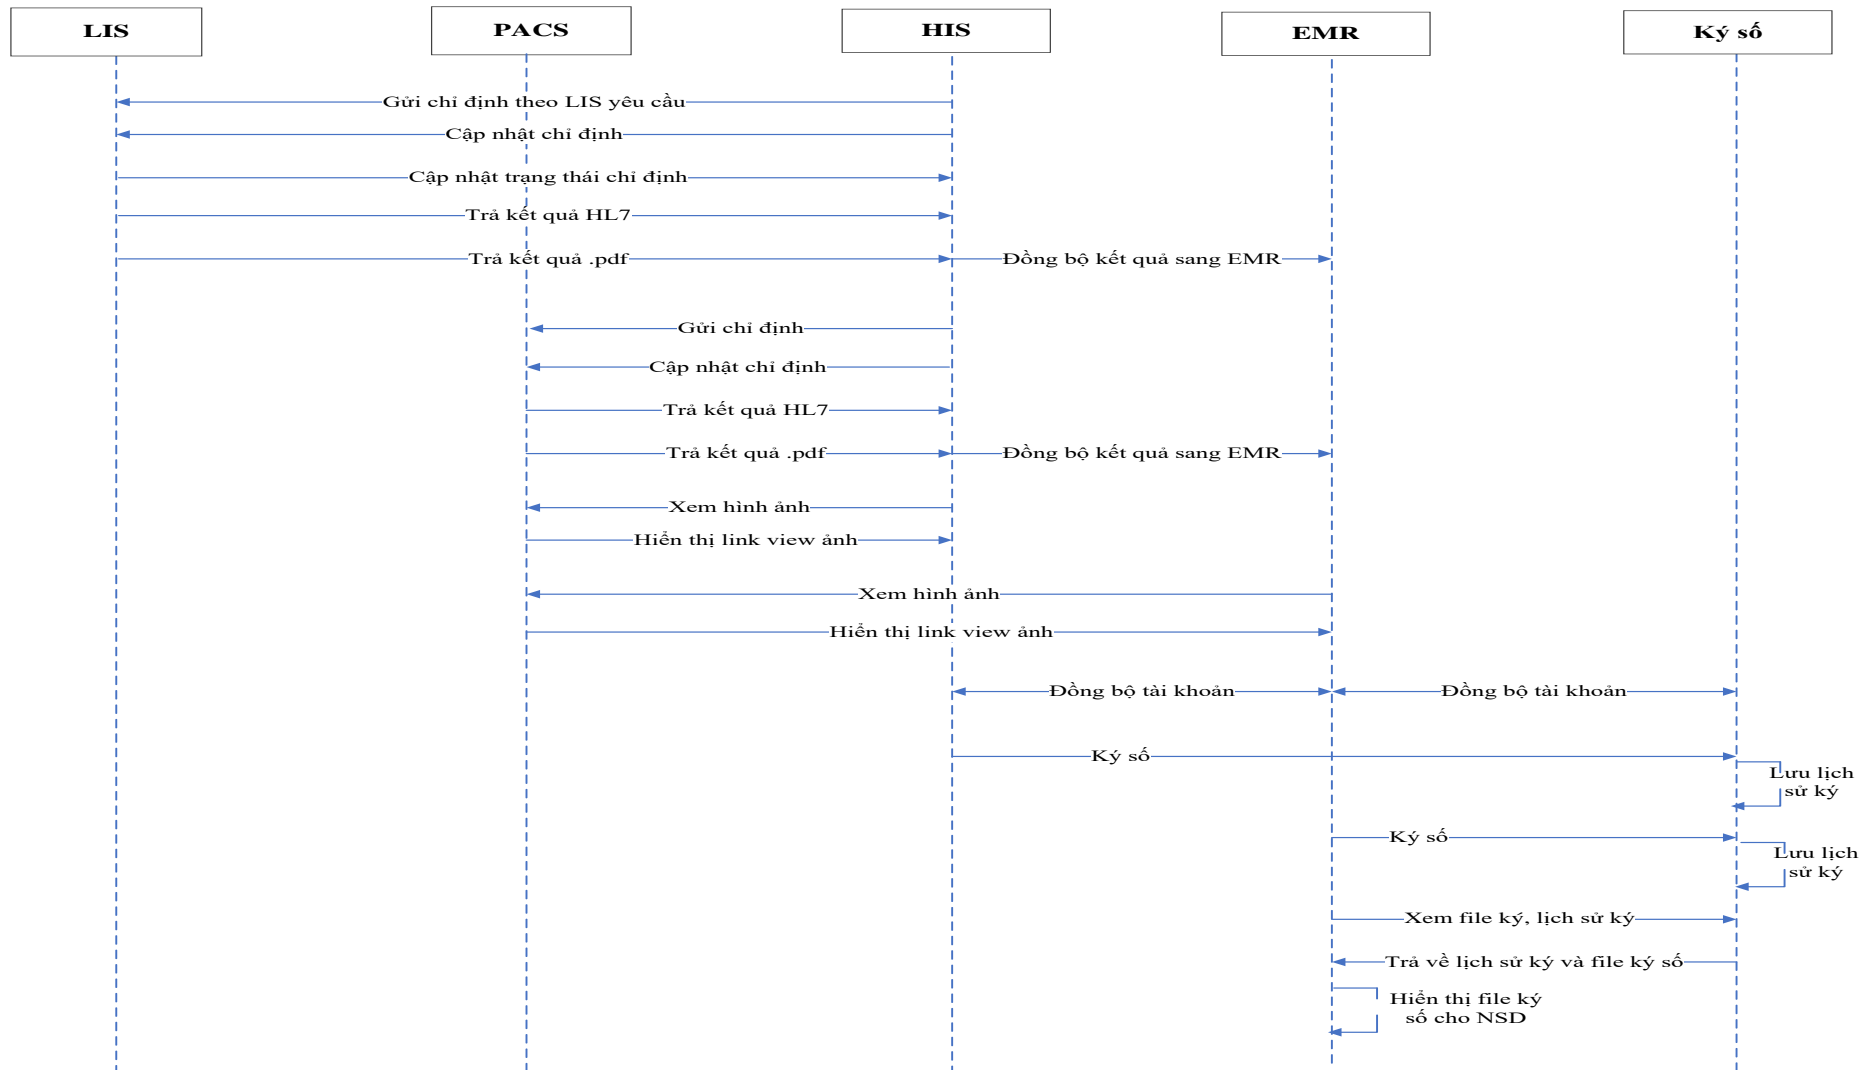 LIS
PACS
HIS
EMR
Ký số
Gửi chỉ định theo LIS yêu cầu
Cập nhật chỉ định
Cập nhật trạng thái chỉ định
Trả kết quả HL7
Trả kết quả .pdf
Đồng bộ kết quả sang EMR
Gửi chỉ định
Cập nhật chỉ định
Trả kết quả HL7
Trả kết quả .pdf
Đồng bộ kết quả sang EMR
Xem hình ảnh
Hiển thị link view ảnh
Xem hình ảnh
Hiển thị link view ảnh
Đồng bộ tài khoản
Đồng bộ tài khoản
Ký số
Lưu lịch
sử ký
Ký số
Lưu lịch
sử ký
Xem file ký, lịch sử ký
Trả về lịch sử ký và file ký số
Hiển thị file ký
số cho NSD